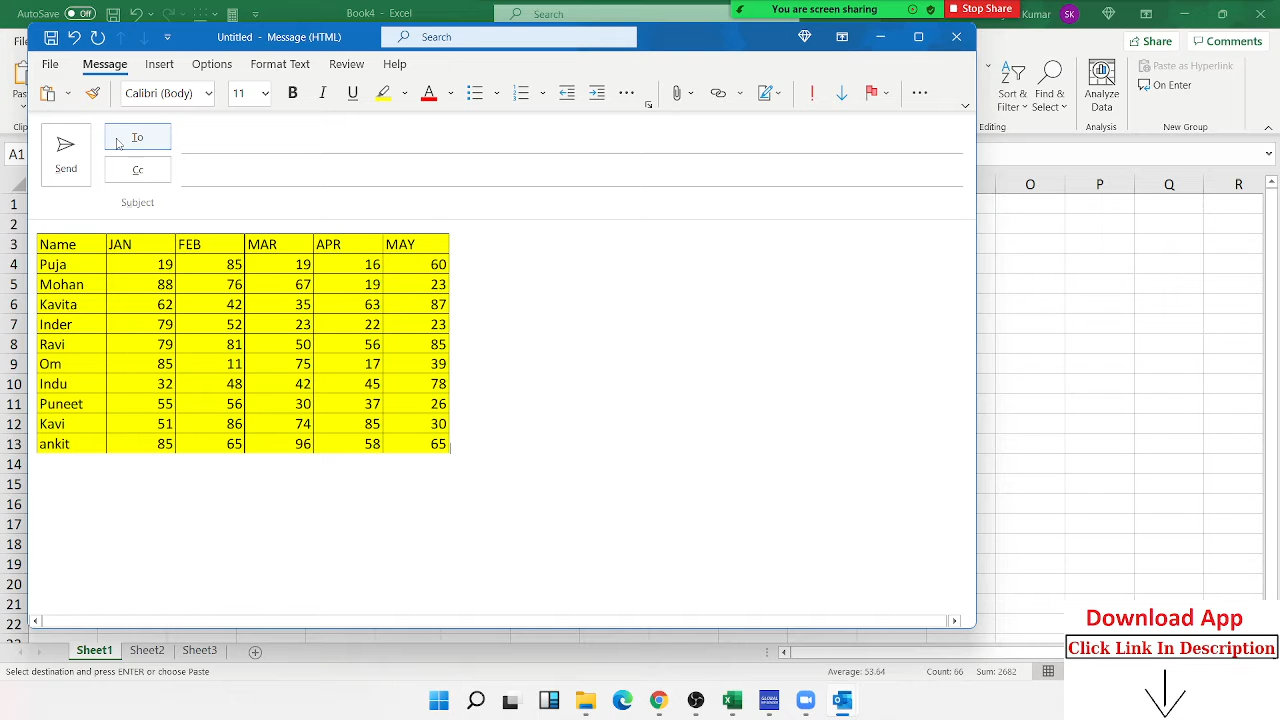 AutoSave Off Book4 - Excel Search You are screen sharing Stop Share Kumar SK
Untitled - Message (HTML) Search
File Message Insert Options Format Text Review Help
Share Comments
Calibri (Body) 11 B I U A
Paste as Hyperlink
On Enter
Sort & Filter Find & Select Analyze Data
Editing Analysis New Group
A1
To
Send
Cc
Subject
O P Q R
1
2
3
4
5
6
7
8
9
10
11
12
13
14
15
16
17
18
19
20
21
22
Name JAN FEB MAR APR MAY
Puja 19 85 19 16 60
Mohan 88 76 67 19 23
Kavita 62 42 35 63 87
Inder 79 52 23 22 23
Ravi 79 81 50 56 85
Om 85 11 75 17 39
Indu 32 48 42 45 78
Puneet 55 56 30 37 26
Kavi 51 86 74 85 30
ankit 85 65 96 58 65
Download App
Click Link In Description
Sheet1 Sheet2 Sheet3
Select destination and press ENTER or choose Paste Average: 53.64 Count: 66 Sum: 2682